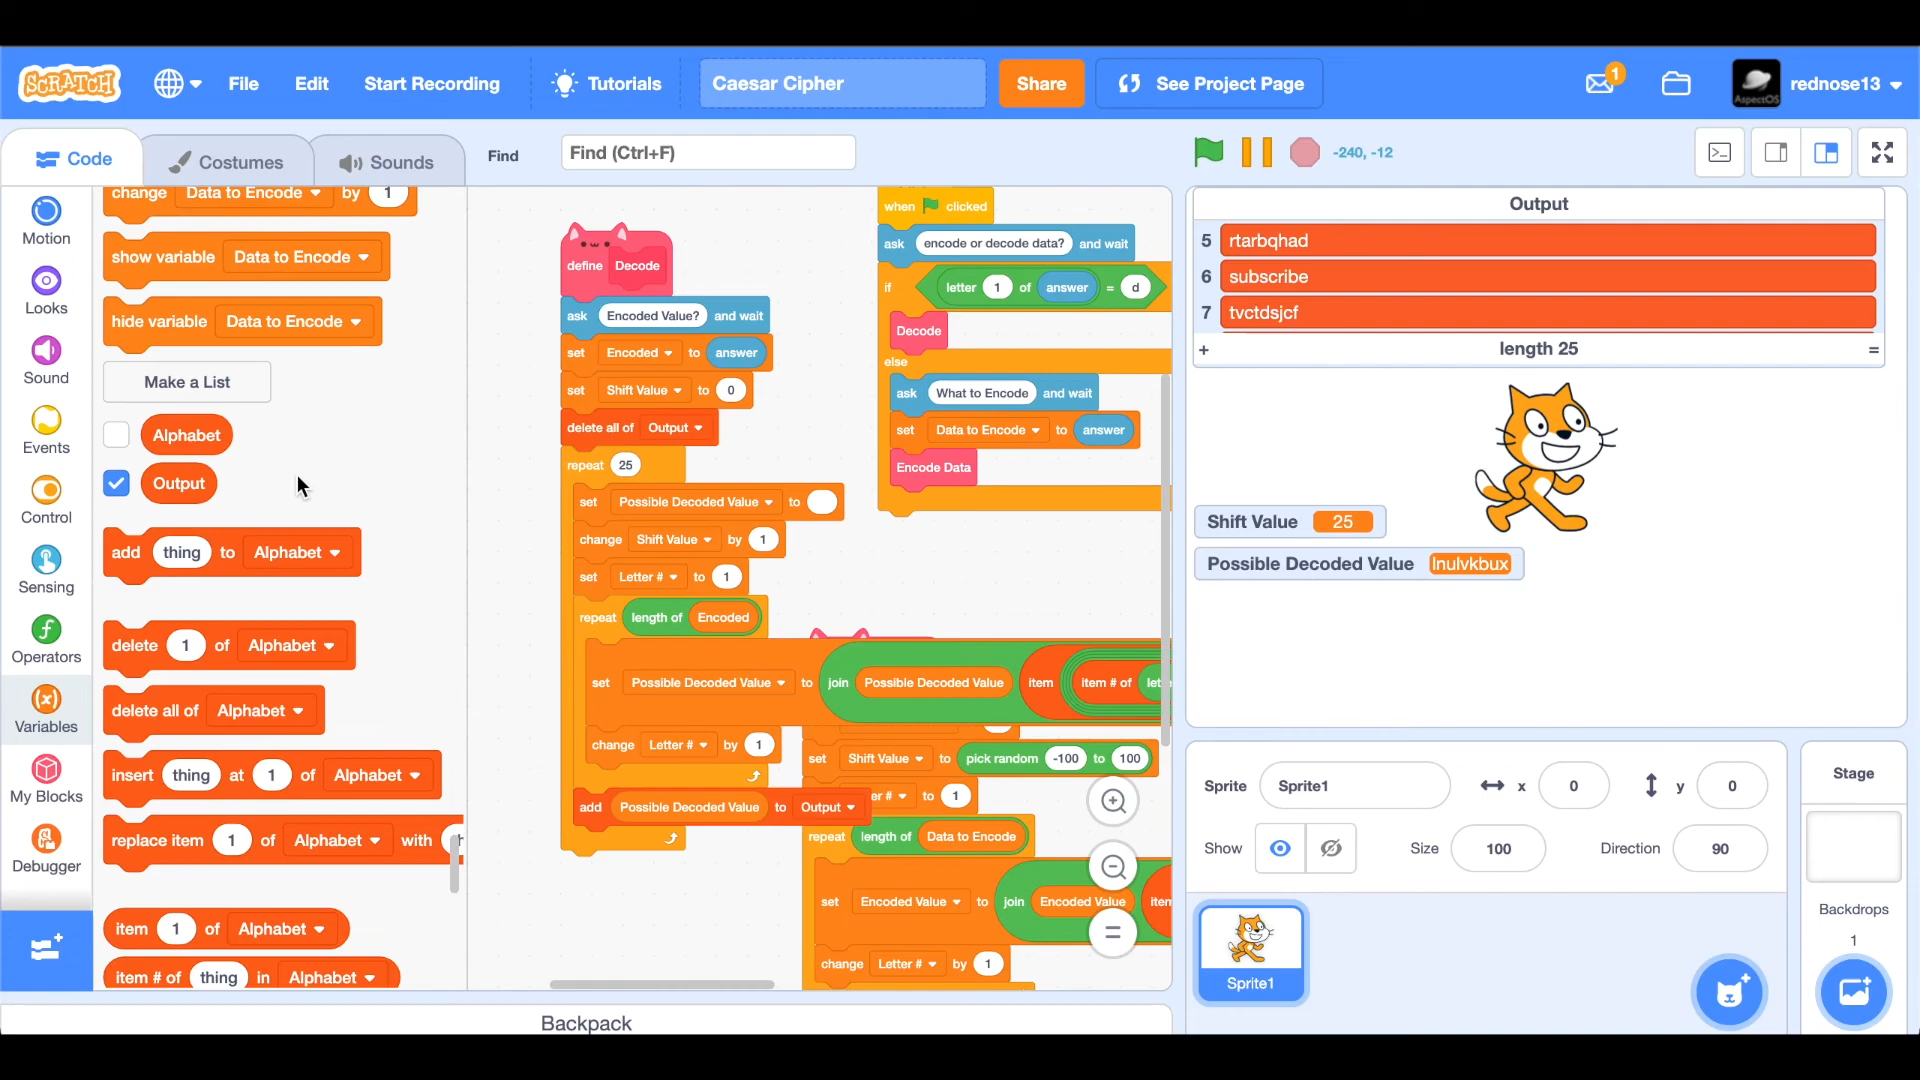 SCRATCH File Edit Start Recording Tutorials Caesar Cipher Share See Project Page 1 AspectOS rednose13
Code Costumes Sounds Find Find (Ctrl+F) -240, -12
Motion
Looks
Sound
Events
Control
Sensing
Operators
Variables
My Blocks
Debugger
change Data to Encode by 1
show variable Data to Encode
hide variable Data to Encode
Make a List
Alphabet
Output
add thing to Alphabet
delete 1 of Alphabet
delete all of Alphabet
insert thing at 1 of Alphabet
replace item 1 of Alphabet with
item 1 of Alphabet
item # of thing in Alphabet
define Decode
ask Encoded Value? and wait
set Encoded to answer
set Shift Value to 0
delete all of Output
repeat 25
set Possible Decoded Value to
change Shift Value by 1
set Letter # to 1
repeat length of Encoded
set Possible Decoded Value to join Possible Decoded Value item item # of
change Letter # by 1
add Possible Decoded Value to Output
when clicked
ask encode or decode data? and wait
if letter 1 of answer = d
Decode
else
ask What to Encode and wait
set Data to Encode to answer
Encode Data
set Shift Value to pick random -100 to 100
to 1
repeat length of Data to Encode
set Encoded Value to join Encoded Value
change Letter # by 1
Backpack
Output
5 rtarbqhad
6 subscribe
7 tvctdsjcf
+ length 25 =
Shift Value 25
Possible Decoded Value lnulvkbux
Sprite Sprite1 x 0 y 0
Show Size 100 Direction 90
Sprite1
Stage
Backdrops
1